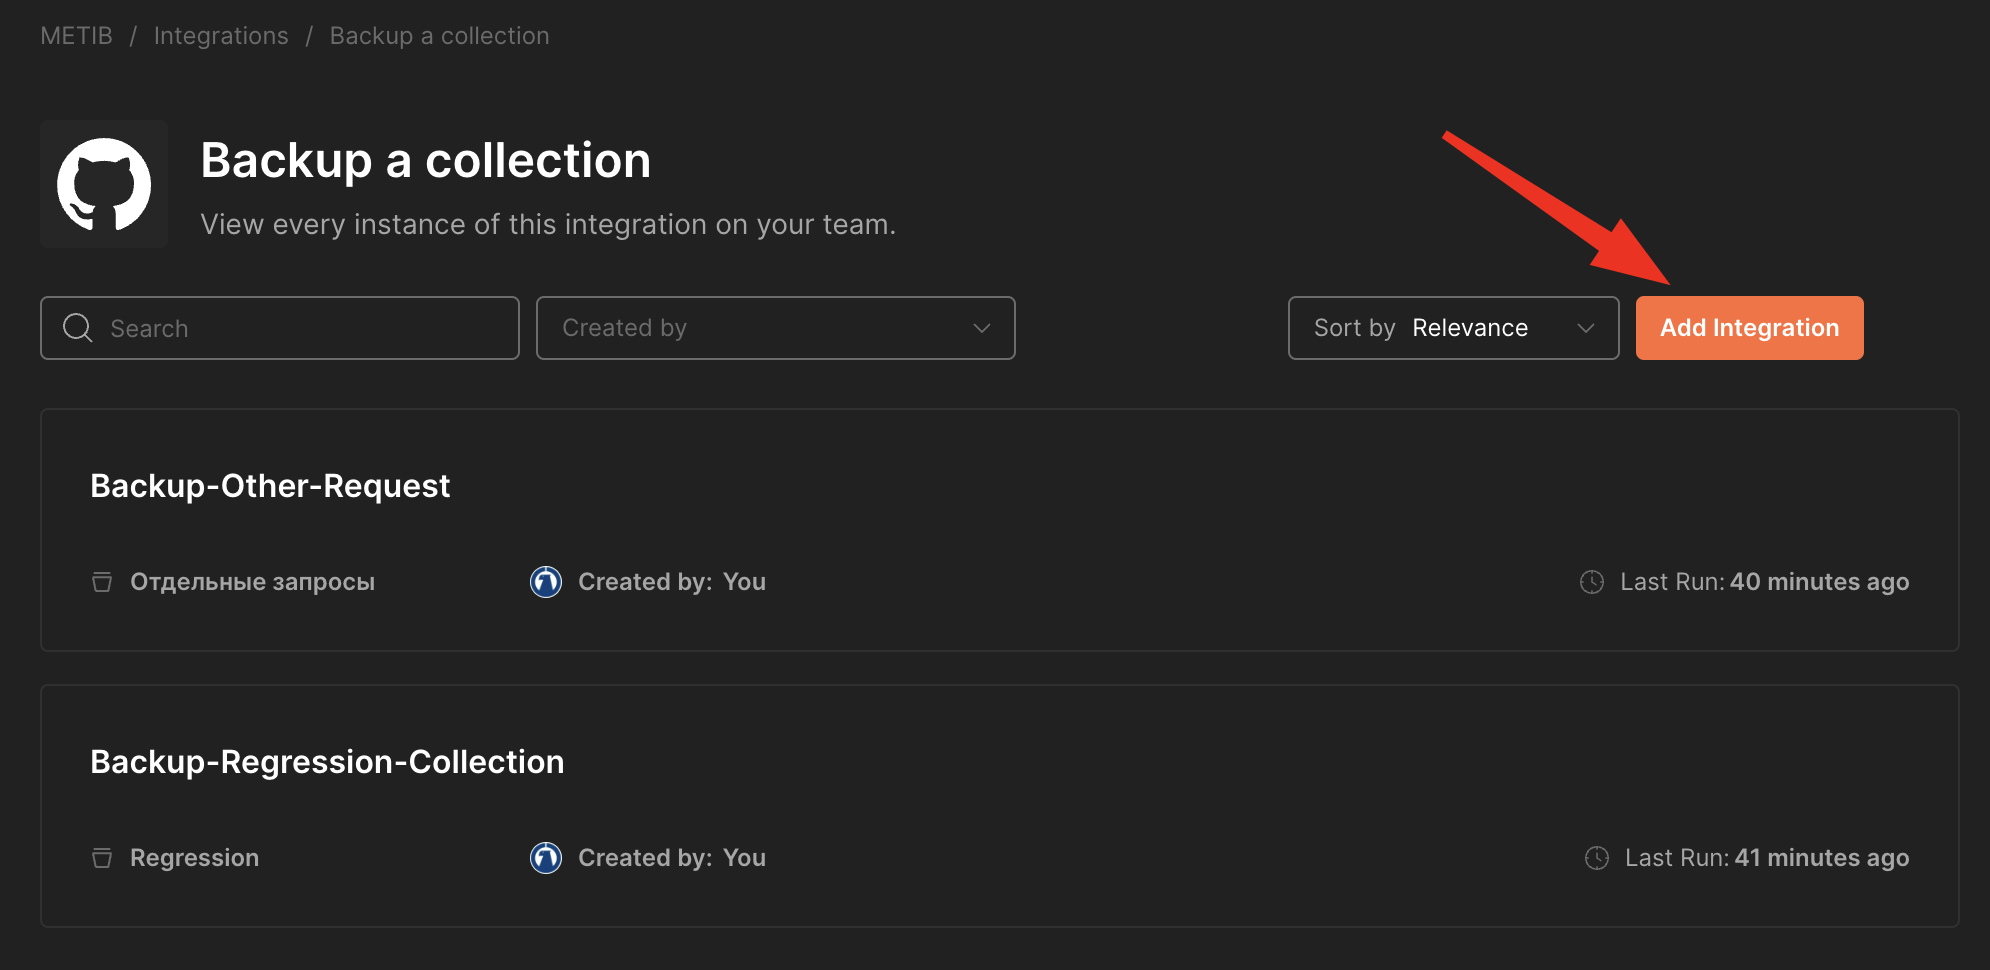 METIB / Integrations / Backup a collection
Backup a collection
View every instance of this integration on your team.
Search
Created by
Sort by Relevance
Add Integration
Backup-Other-Request
Отдельные запросы
Created by: You
Last Run: 40 minutes ago
Backup-Regression-Collection
Regression
Created by: You
Last Run: 41 minutes ago